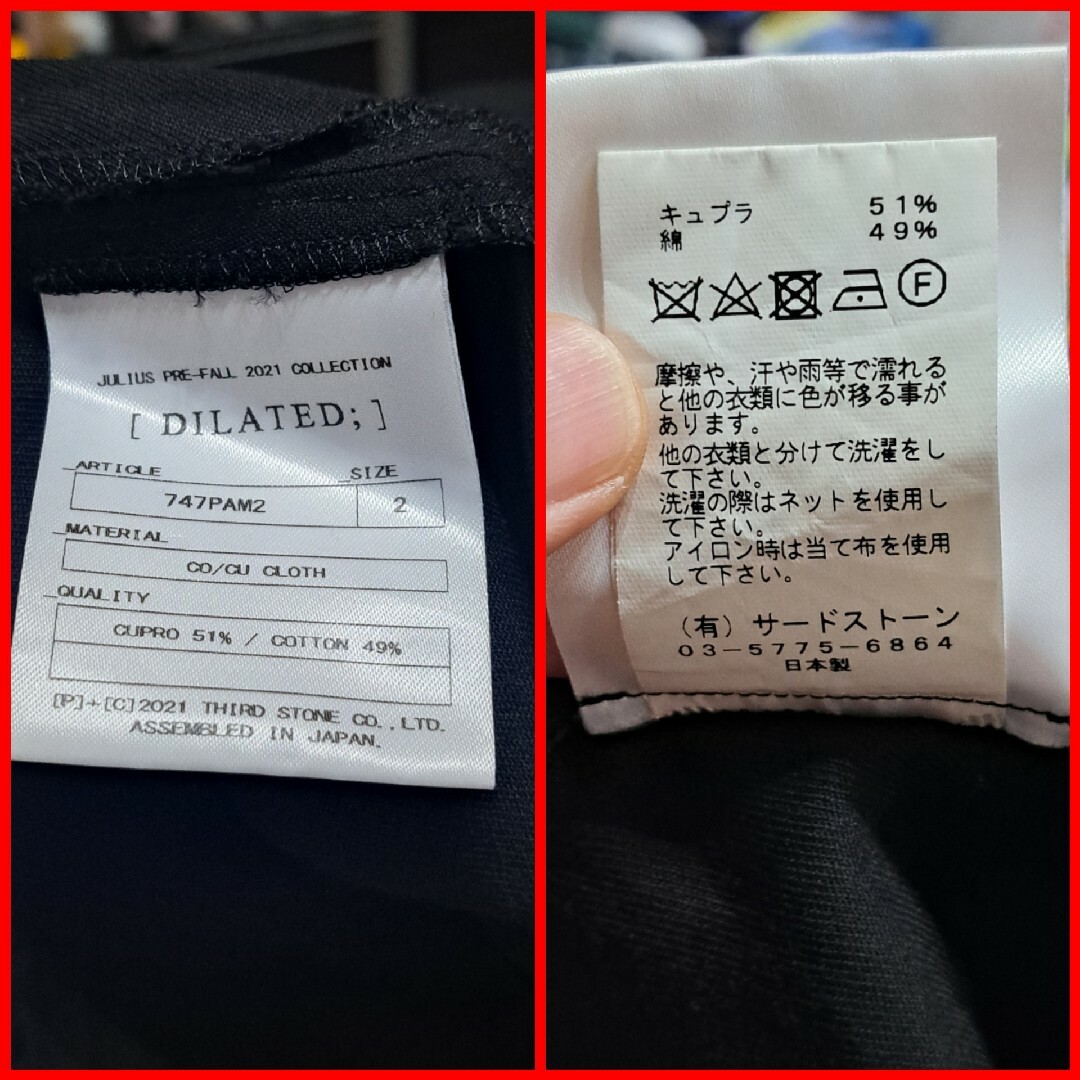 JULIUS PRE-FALL 2021 COLLECTION
[ DILATED; ]
ARTICLE SIZE
747PAM2 2
MATERIAL
CO/CU CLOTH
QUALITY
CUPRO 51% / COTTON 49%
[P]+[C]2021 THIRD STONE CO.,LTD.
ASSEMBLED IN JAPAN.
キュプラ 51%
綿 49%
F
摩擦や、汗や雨等で濡れる
と他の衣類に色が移る事が
あります。
他の衣類と分けて洗濯をし
て下さい。
洗濯の際はネットを使用し
て下さい。
アイロン時は当て布を使用
して下さい。
(有)サードストーン
03-5775-6864
日本製